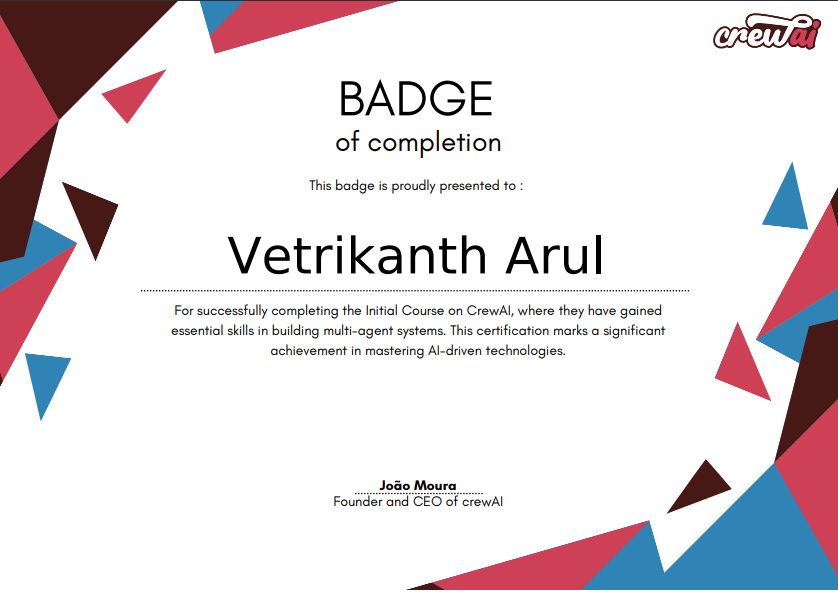 crewai
BADGE
of completion
This badge is proudly presented to :
Vetrikanth Arul
For successfully completing the Initial Course on CrewAI, where they have gained
essential skills in building multi-agent systems. This certification marks a significant
achievement in mastering AI-driven technologies.
João Moura
Founder and CEO of crewAI